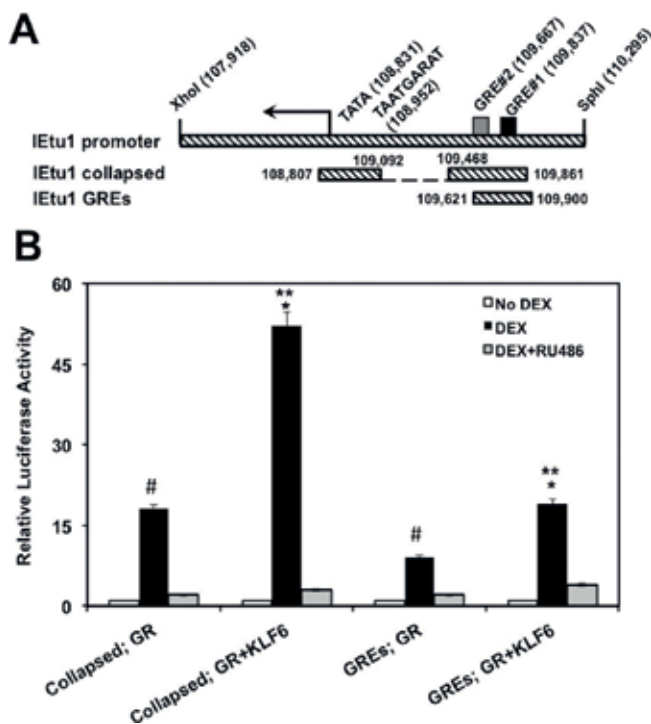 A
XhoI (107,918)
TATA (108,831)
TAATGARAT
(108,952)
GRE#2 (109,667)
GRE#1 (109,837)
SphI (110,295)
IEtu1 promoter
109,092
109,468
IEtu1 collapsed
108,807
109,861
IEtu1 GREs
109,621
109,900
B
60
45
30
15
0
Relative Luciferase Activity
No DEX
DEX
DEX+RU486
#
**
*
#
**
*
Collapsed; GR
Collapsed; GR+KLF6
GREs; GR
GREs; GR+KLF6